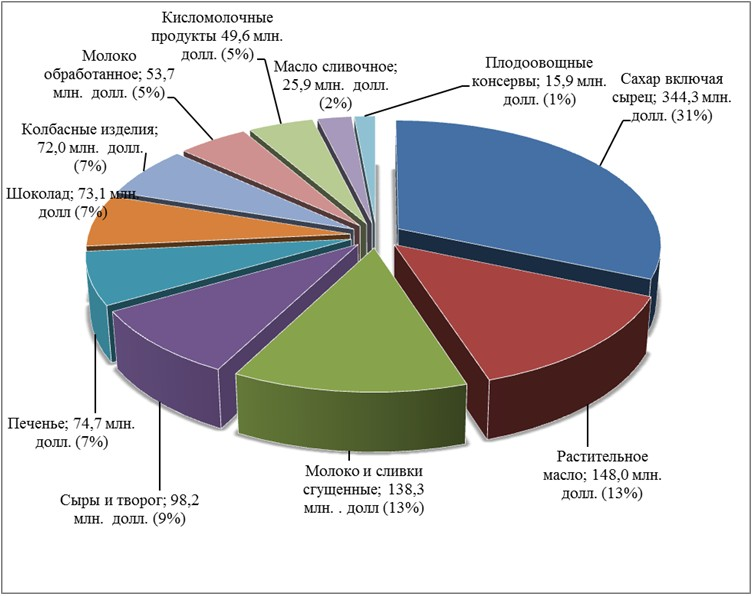 Кисломолочные
продукты 49,6 млн.
долл. (5%)
Молоко
обработанное; 53,7
млн.  долл. (5%)
Масло сливочное;
25,9 млн.  долл.
(2%)
Плодоовощные
консервы; 15,9 млн.
долл. (1%)
Сахар включая
сырец; 344,3 млн.
долл. (31%)
Колбасные изделия;
72,0 млн.  долл.
(7%)
Шоколад; 73,1 млн.
долл (7%)
Печенье; 74,7 млн.
долл. (7%)
Сыры и творог; 98,2
млн.  долл. (9%)
Молоко и сливки
сгущенные; 138,3
млн. . долл (13%)
Растительное
масло; 148,0 млн.
долл. (13%)